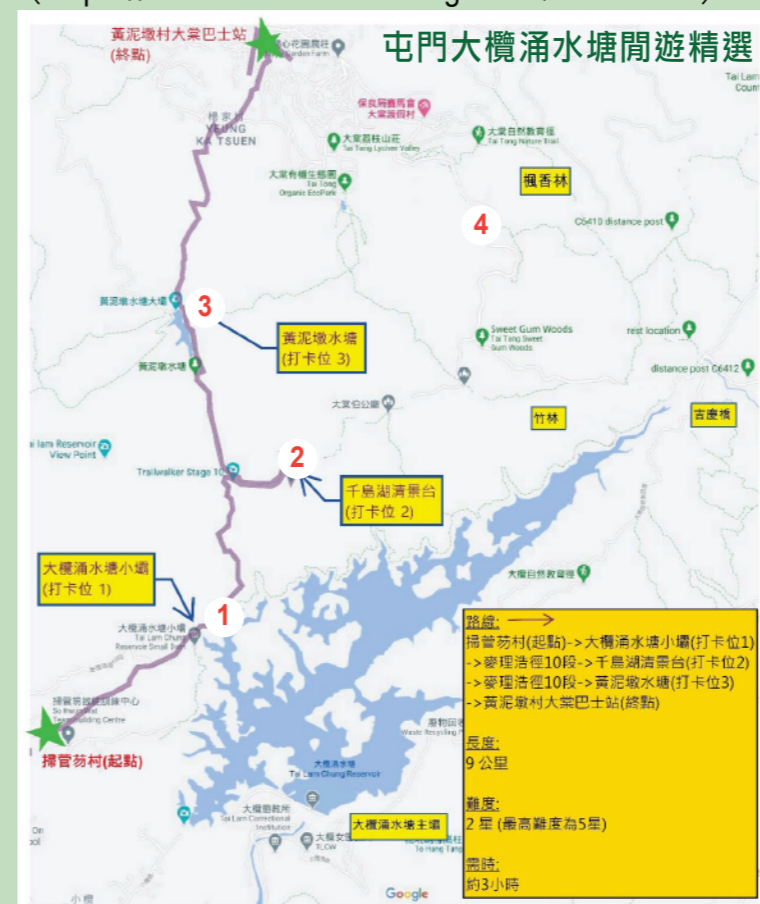 屯門大欖涌水塘閒遊精選
黃泥墩村大棠巴士站
(終點)
YEUNG
KA TSUEN
保良局賽馬會
大棠渡假村
大棠荔枝山莊
Tai Tong Lychee Valley
大棠自然教育徑
Tai Tong Nature Trail
大棠有機生態園
Tai Tong
Organic EcoPark
楓香林
4
C6410 distance post
黃泥墩水塘大壩
3
黃泥墩水塘
(打卡位 3)
Sweet Gum Woods
Tai Tang Sweet
Gum Woods
rest location
distance post C6412
黃泥墩水塘
大棠伯公坳
竹林
吉慶橋
ai lam Reservoir
View Point
Trailwalker Stage 10
2
千島湖清景台
(打卡位 2)
大欖涌水塘小壩
(打卡位 1)
1
大欖自然教育徑
大欖涌水塘小壩
Tai Lam Chung
Reservoir Small Dam
掃管笏村(起點)
大欖涌水塘
Tai Lam Chung Reservoir
大欖懲教所
Tai Lam Correctional
Institution
大欖涌水塘主壩
小欖
Google
路線:
掃管笏村(起點)->大欖涌水塘小壩(打卡位1)
->麥理浩徑10段->千島湖清景台(打卡位2)
->麥理浩徑10段->黃泥墩水塘(打卡位3)
->黃泥墩村大棠巴士站(終點)
長度:
9 公里
難度:
2 星 (最高難度為5星)
需時:
約3小時